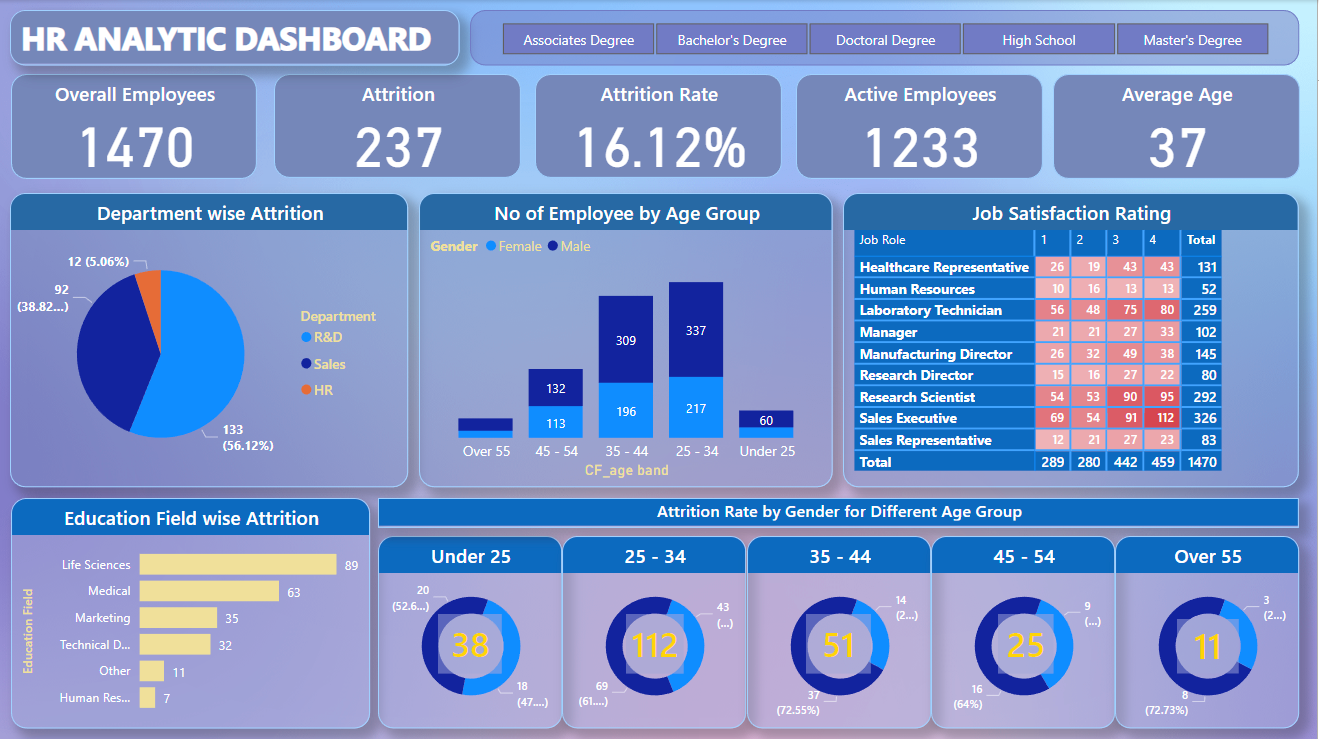 HR ANALYTIC DASHBOARD
Associates Degree Bachelor's Degree Doctoral Degree High School Master's Degree
Overall Employees
1470
Attrition
237
Attrition Rate
16.12%
Active Employees
1233
Average Age
37
Department wise Attrition
12 (5.06%)
92
(38.82...)
133
(56.12%)
Department
R&D
Sales
HR
No of Employee by Age Group
Gender Female Male
132
113
309
196
337
217
60
Over 55 45 - 54 35 - 44 25 - 34 Under 25
CF_age band
Job Satisfaction Rating
Job Role 1 2 3 4 Total
Healthcare Representative 26 19 43 43 131
Human Resources 10 16 13 13 52
Laboratory Technician 56 48 75 80 259
Manager 21 21 27 33 102
Manufacturing Director 26 32 49 38 145
Research Director 15 16 27 22 80
Research Scientist 54 53 90 95 292
Sales Executive 69 54 91 112 326
Sales Representative 12 21 27 23 83
Total 289 280 442 459 1470
Education Field wise Attrition
Education Field
Life Sciences 89
Medical 63
Marketing 35
Technical D... 32
Other 11
Human Res... 7
Attrition Rate by Gender for Different Age Group
Under 25
20
(52.6...)
38
18
(47....)
25 - 34
43
(...)
112
69
(61....)
35 - 44
14
(2...)
51
37
(72.55%)
45 - 54
9
(...)
25
16
(64%)
Over 55
3
(2...)
11
8
(72.73%)